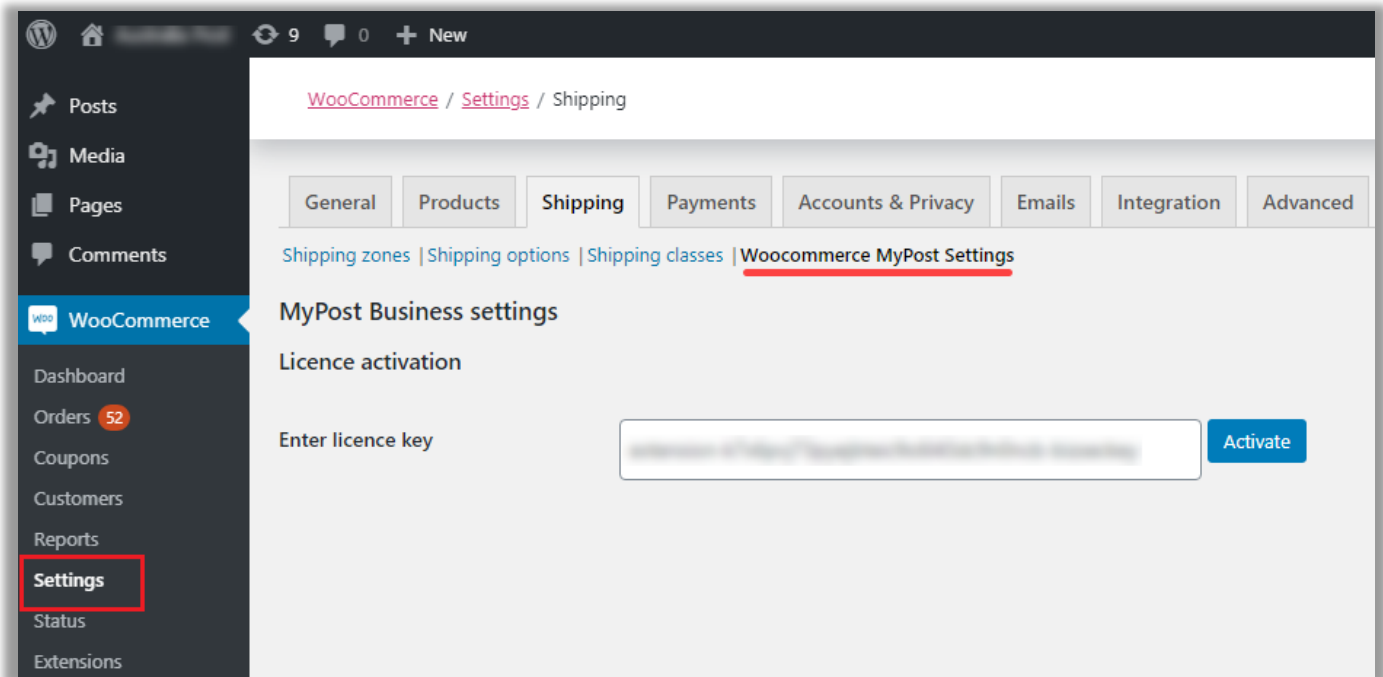 9 0 New
WooCommerce / Settings / Shipping
Posts
Media
Pages
Comments
WOO WooCommerce
Dashboard
Orders 52
Coupons
Customers
Reports
Settings
Status
Extensions
General Products Shipping Payments Accounts & Privacy Emails Integration Advanced
Shipping zones | Shipping options | Shipping classes | Woocommerce MyPost Settings
MyPost Business settings
Licence activation
Enter licence key Activate